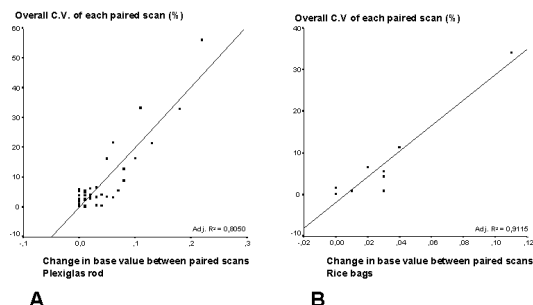 Overall C.V. of each paired scan (%)
60
50
40
30
20
10
0
-10
-,1
0,0
,1
,2
,3
Adj. R² = 0,8050
Change in base value between paired scans
Plexiglas rod
A
Overall C.V. of each paired scan (%)
40
30
20
10
0
-10
-,02
0,00
,02
,04
,06
,08
,10
,12
Adj. R² = 0,9115
Change in base value between paired scans
Rice bags
B